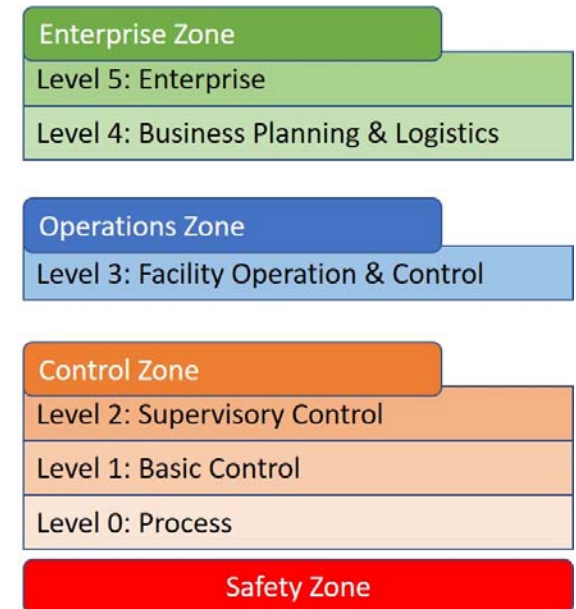 Enterprise Zone
Level 5: Enterprise
Level 4: Business Planning & Logistics
Operations Zone
Level 3: Facility Operation & Control
Control Zone
Level 2: Supervisory Control
Level 1: Basic Control
Level 0: Process
Safety Zone